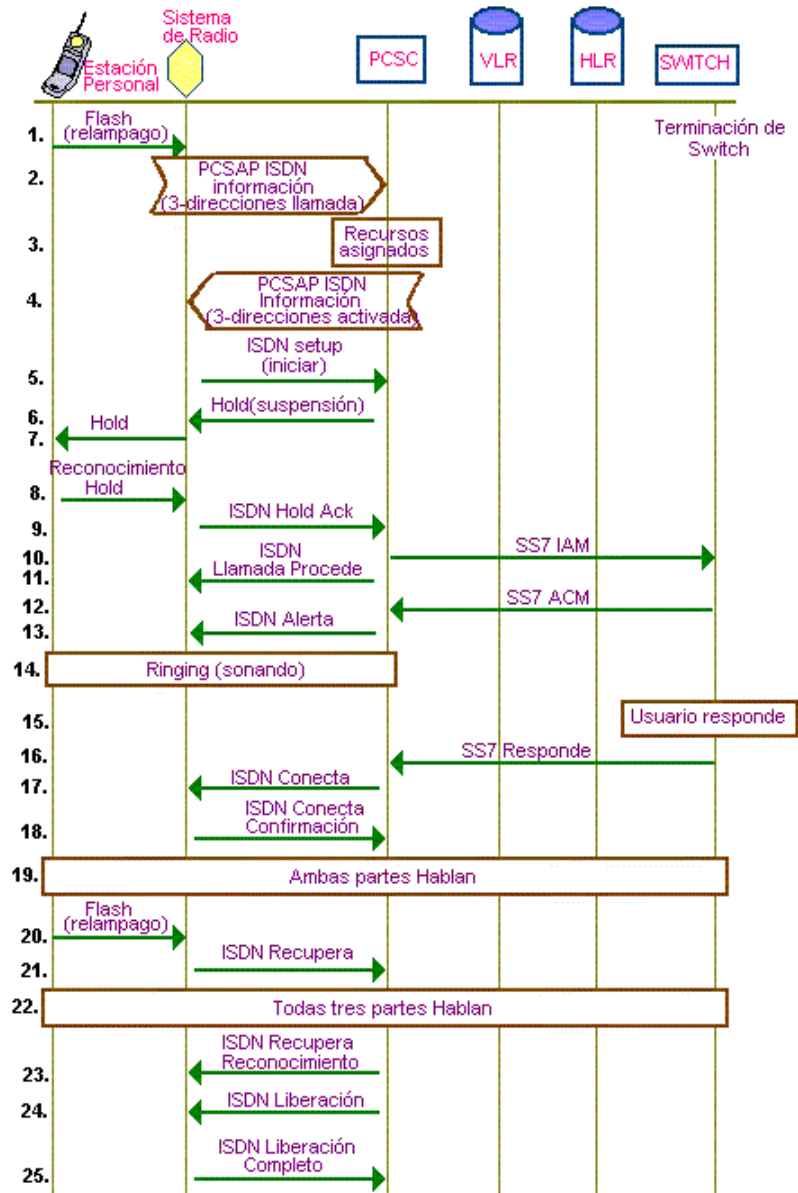 Sistema
de Radio
Estación
Personal
PCSC
VLR
HLR
SWITCH
Terminación de
Switch
Flash
(relampago)
1.
PCSAP ISDN
información
(3-direcciones llamada)
2.
Recursos
asignados
3.
PCSAP ISDN
Información
(3-direcciones activada)
4.
ISDN setup
(iniciar)
5.
Hold(suspensión)
6.
Hold
7.
Reconocimiento
Hold
8.
ISDN Hold Ack
9.
SS7 IAM
10.
ISDN
Llamada Procede
11.
SS7 ACM
12.
ISDN Alerta
13.
14.
Ringing (sonando)
15.
Usuario responde
16.
SS7 Responde
17.
ISDN Conecta
ISDN Conecta
Confirmación
18.
19.
Ambas partes Hablan
Flash
(relampago)
20.
ISDN Recupera
21.
22.
Todas tres partes Hablan
ISDN Recupera
Reconocimiento
23.
ISDN Liberación
24.
ISDN Liberación
Completo
25.